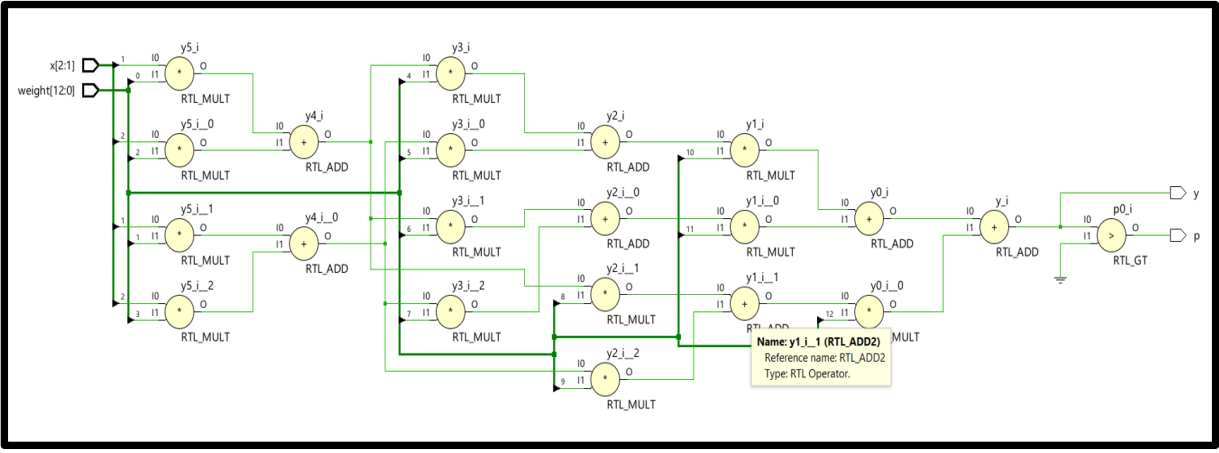 x[2:1]
weight[12:0]
y5_i
1 I0 O
0 I1 *
RTL_MULT
y5_i__0
2 I0 O
2 I1 *
RTL_MULT
y5_i__1
1 I0 O
1 I1 *
RTL_MULT
y5_i__2
2 I0 O
3 I1 *
RTL_MULT
y4_i
I0 O
I1 +
RTL_ADD
y4_i__0
I0 O
I1 +
RTL_ADD
y3_i
I0 O
4 I1 *
RTL_MULT
y3_i__0
I0 O
5 I1 *
RTL_MULT
y3_i__1
I0 O
6 I1 *
RTL_MULT
y3_i__2
I0 O
7 I1 *
RTL_MULT
y2_i
I0 O
I1 +
RTL_ADD
y2_i__0
I0 O
I1 +
RTL_ADD
y2_i__1
I0 O
8 I1 *
RTL_MULT
y2_i__2
I0 O
9 I1 *
RTL_MULT
y1_i
I0 O
10 I1 *
RTL_MULT
y1_i__0
I0 O
11 I1 *
RTL_MULT
y1_i__1
I0 O
I1 +
Name: y1_i__1 (RTL_ADD2)
Reference name: RTL_ADD2
Type: RTL Operator.
y0_i
I0 O
I1 +
RTL_ADD
y0_i__0
I0 O
12 I1 *
_MULT
y_i
I0 O
I1 +
RTL_ADD
p0_i
I0 O
I1 >
RTL_GT
y
p